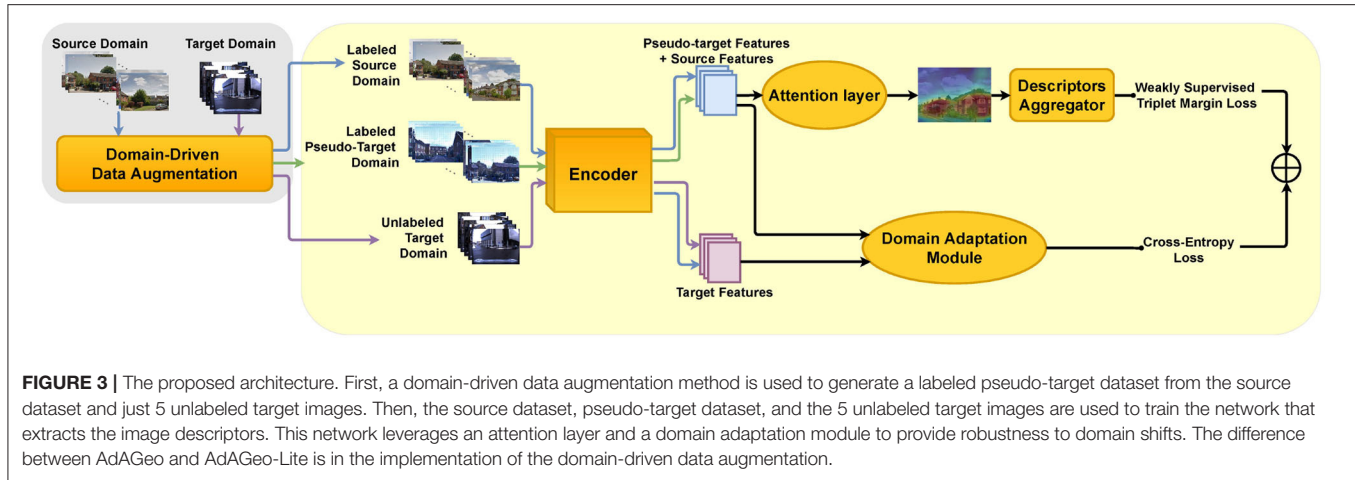 Source Domain
Target Domain
Domain-Driven
Data Augmentation
Labeled
Source
Domain
Labeled
Pseudo-Target
Domain
Unlabeled
Target
Domain
Encoder
Pseudo-target Features
+ Source Features
Target Features
Attention layer
Descriptors
Aggregator
Weakly Supervised
Triplet Margin Loss
Domain Adaptation
Module
Cross-Entropy
Loss
FIGURE 3 | The proposed architecture. First, a domain-driven data augmentation method is used to generate a labeled pseudo-target dataset from the source
dataset and just 5 unlabeled target images. Then, the source dataset, pseudo-target dataset, and the 5 unlabeled target images are used to train the network that
extracts the image descriptors. This network leverages an attention layer and a domain adaptation module to provide robustness to domain shifts. The difference
between AdAGeo and AdAGeo-Lite is in the implementation of the domain-driven data augmentation.